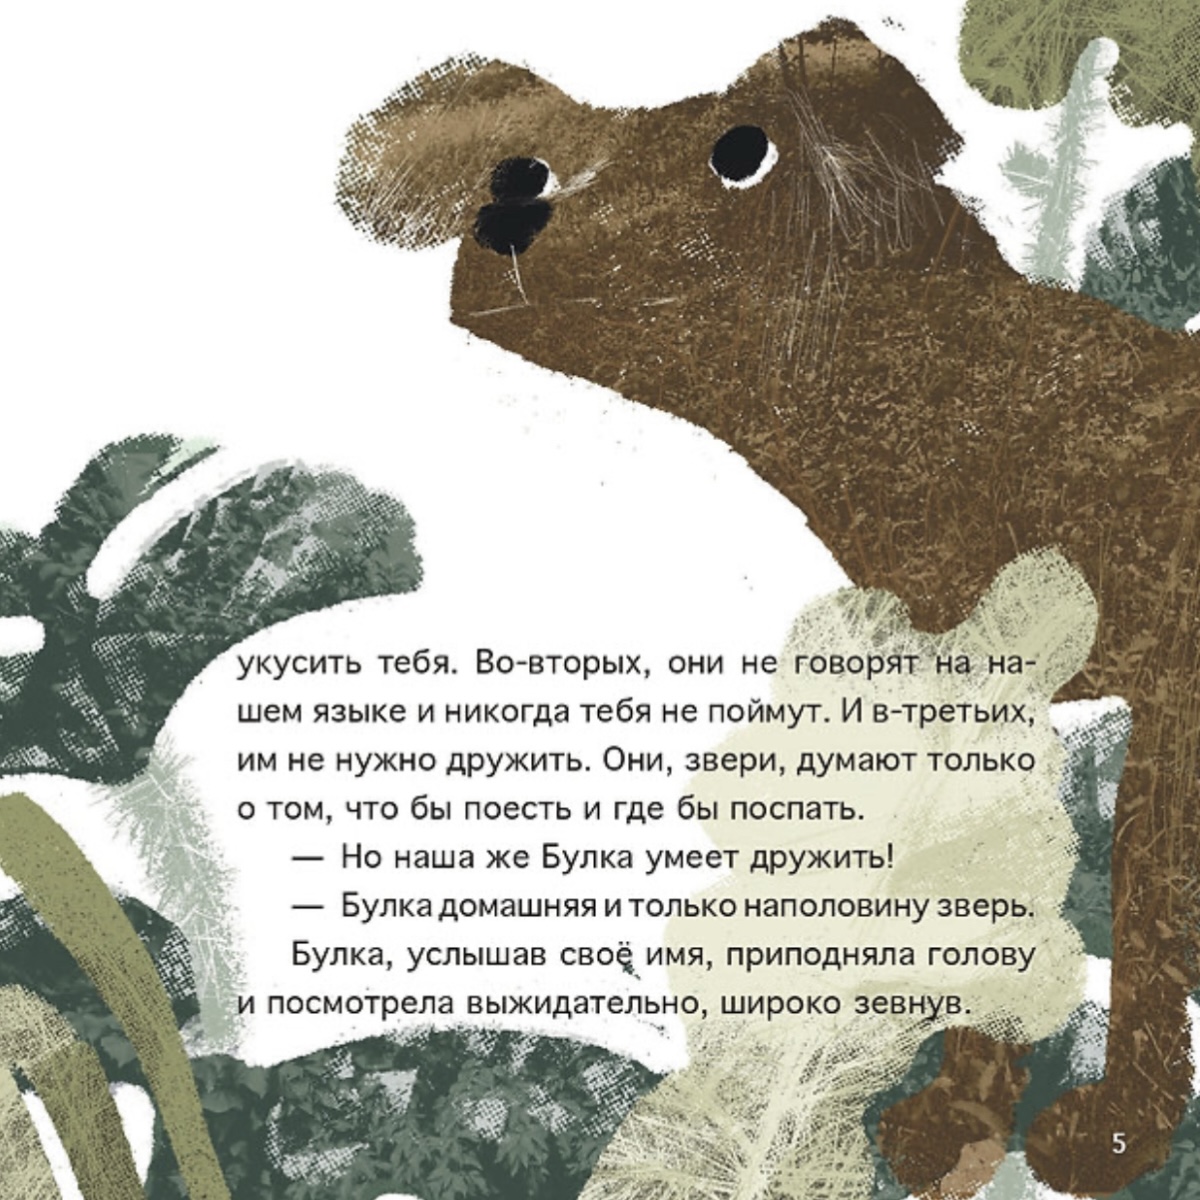 укусить тебя. Во-вторых, они не говорят на на-
шем языке и никогда тебя не поймут. И в-третьих,
им не нужно дружить. Они, звери, думают только
о том, что бы поесть и где бы поспать.
— Но наша же Булка умеет дружить!
— Булка домашняя и только наполовину зверь.
Булка, услышав своё имя, приподняла голову
и посмотрела выжидательно, широко зевнув.
5